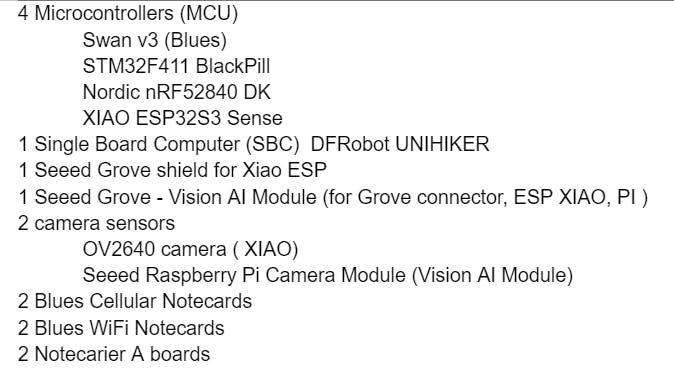 4 Microcontrollers (MCU)
Swan v3 (Blues)
STM32F411 BlackPill
Nordic nRF52840 DK
XIAO ESP32S3 Sense
1 Single Board Computer (SBC)  DFRobot UNIHIKER
1 Seeed Grove shield for Xiao ESP
1 Seeed Grove - Vision AI Module (for Grove connector, ESP XIAO, PI )
2 camera sensors
OV2640 camera ( XIAO)
Seeed Raspberry Pi Camera Module (Vision AI Module)
2 Blues Cellular Notecards
2 Blues WiFi Notecards
2 Notecarier A boards